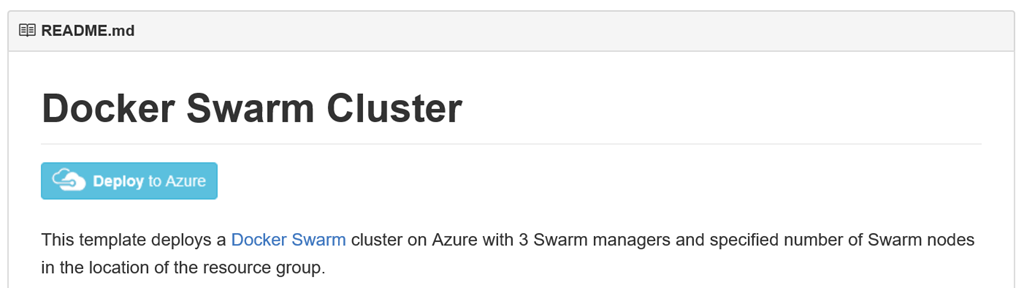 README.md
Docker Swarm Cluster
Deploy to Azure
This template deploys a Docker Swarm cluster on Azure with 3 Swarm managers and specified number of Swarm nodes
in the location of the resource group.